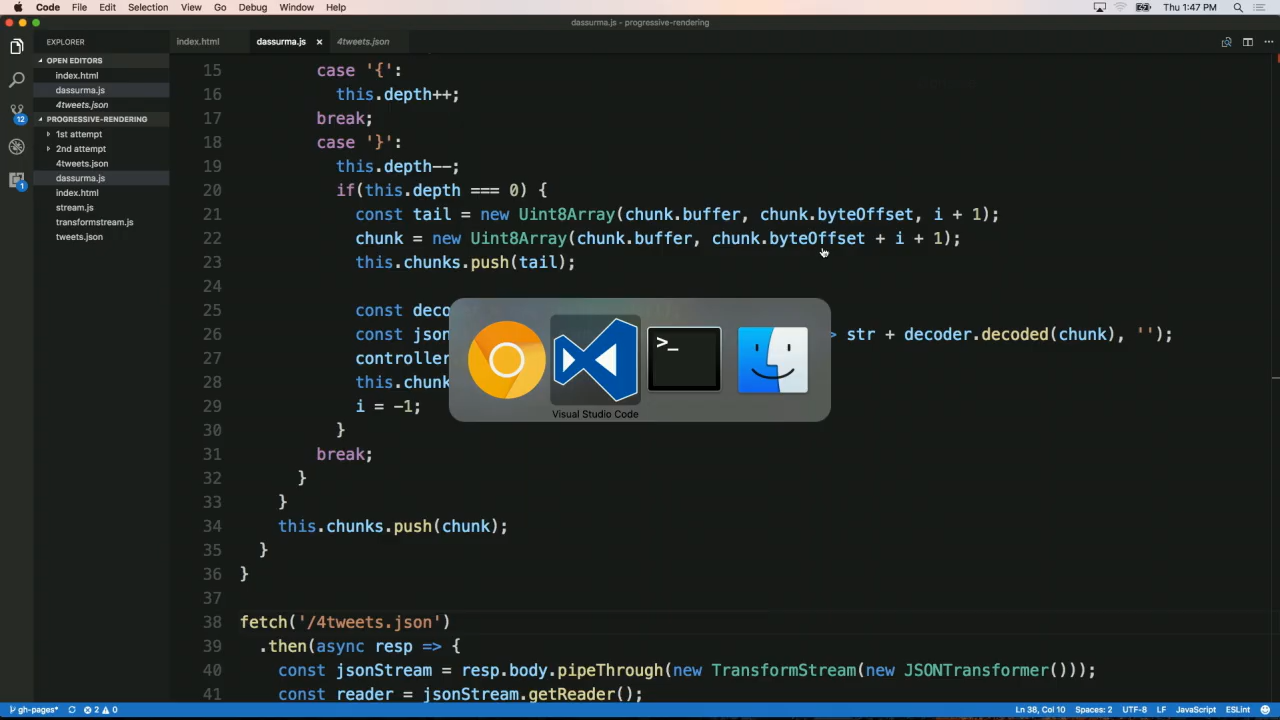 Code File Edit Selection View Go Debug Window Help Thu 1:47 PM
dassurma.js - progressive-rendering
EXPLORER
OPEN EDITORS
index.html
dassurma.js
4tweets.json
PROGRESSIVE-RENDERING
1st attempt
2nd attempt
4tweets.json
dassurma.js
index.html
stream.js
transformstream.js
tweets.json
12
1
index.html dassurma.js × 4tweets.json
15 case '{':
16 this.depth++;
17 break;
18 case '}':
19 this.depth--;
20 if(this.depth === 0) {
21 const tail = new Uint8Array(chunk.buffer, chunk.byteOffset, i + 1);
22 chunk = new Uint8Array(chunk.buffer, chunk.byteOffset + i + 1);
23 this.chunks.push(tail);
24
25 const deco
26 const json > str + decoder.decoded(chunk), '');
27 controller
28 this.chunk
29 i = -1;
30 }
31 break;
32 }
33 }
34 this.chunks.push(chunk);
35 }
36 }
37
38 fetch('/4tweets.json')
39 .then(async resp => {
40 const jsonStream = resp.body.pipeThrough(new TransformStream(new JSONTransformer()));
41 const reader = jsonStream.getReader();
>_
Visual Studio Code
gh-pages* 2 0 Ln 38, Col 10 Spaces: 2 UTF-8 LF JavaScript ESLint